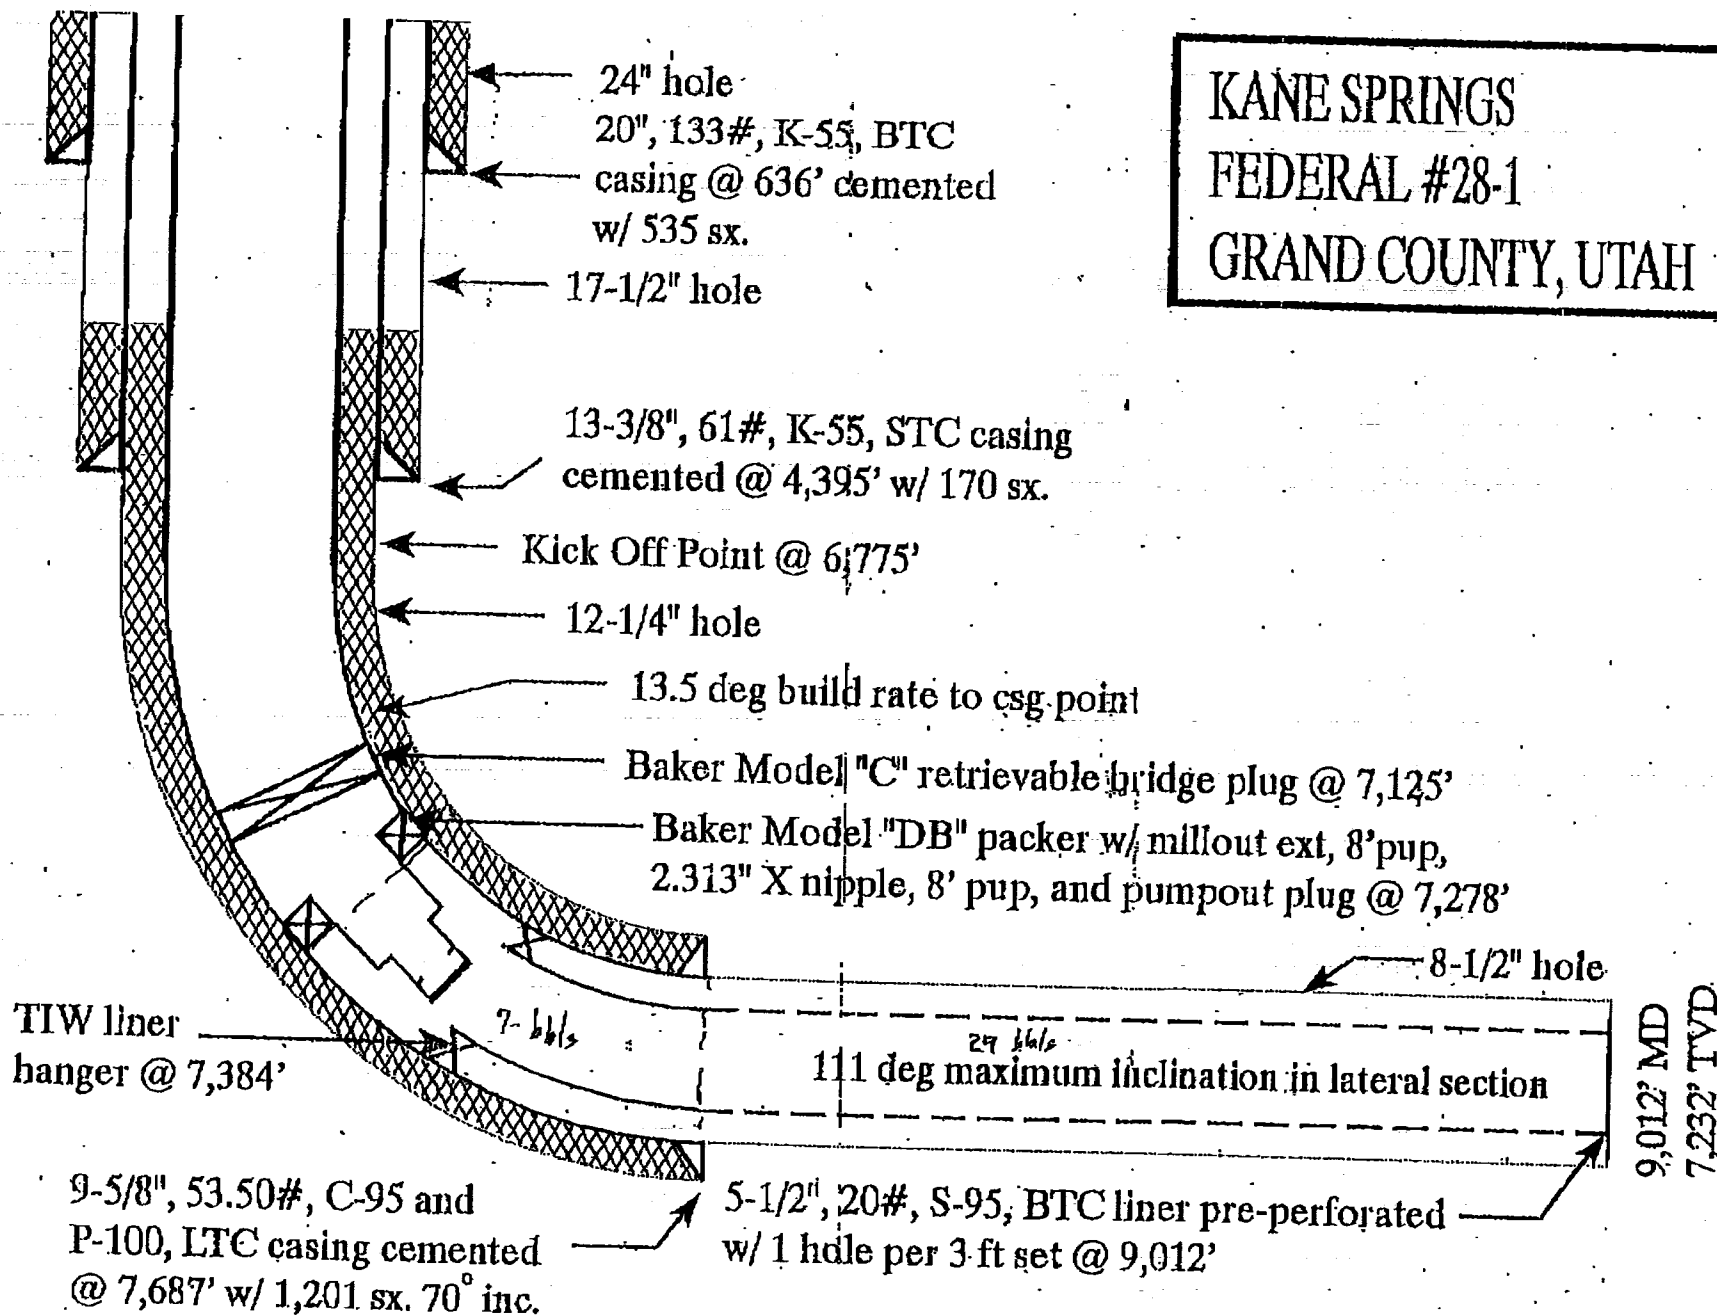 KANE SPRINGS
FEDERAL #28-1
GRAND COUNTY, UTAH
24" hole
20", 133#, K-55, BTC
casing @ 636' cemented
w/ 535 sx.
17-1/2" hole
13-3/8", 61#, K-55, STC casing
cemented @ 4,395' w/ 170 sx.
Kick Off Point @ 6,775'
12-1/4" hole
13.5 deg build rate to csg point
Baker Model "C" retrievable bridge plug @ 7,125'
Baker Model "DB" packer w/ millout ext, 8' pup,
2.313" X nipple, 8' pup, and pumpout plug @ 7,278'
8-1/2" hole
TIW liner
hanger @ 7,384'
7- bbls
29 bbls
111 deg maximum inclination in lateral section
9,012' MD
7,232' TVD
9-5/8", 53.50#, C-95 and
P-100, LTC casing cemented
@ 7,687' w/ 1,201 sx. 70° inc.
5-1/2", 20#, S-95, BTC liner pre-perforated
w/ 1 hole per 3 ft set @ 9,012'